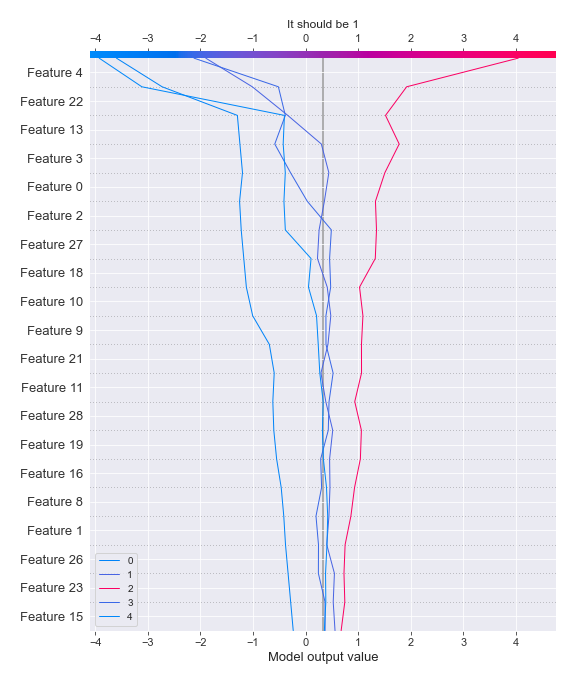 It should be 1
−4 −3 −2 −1 0 1 2 3 4
Feature 4
Feature 22
Feature 13
Feature 3
Feature 0
Feature 2
Feature 27
Feature 18
Feature 10
Feature 9
Feature 21
Feature 11
Feature 28
Feature 19
Feature 16
Feature 8
Feature 1
Feature 26
Feature 23
Feature 15
0
1
2
3
4
−4 −3 −2 −1 0 1 2 3 4
Model output value